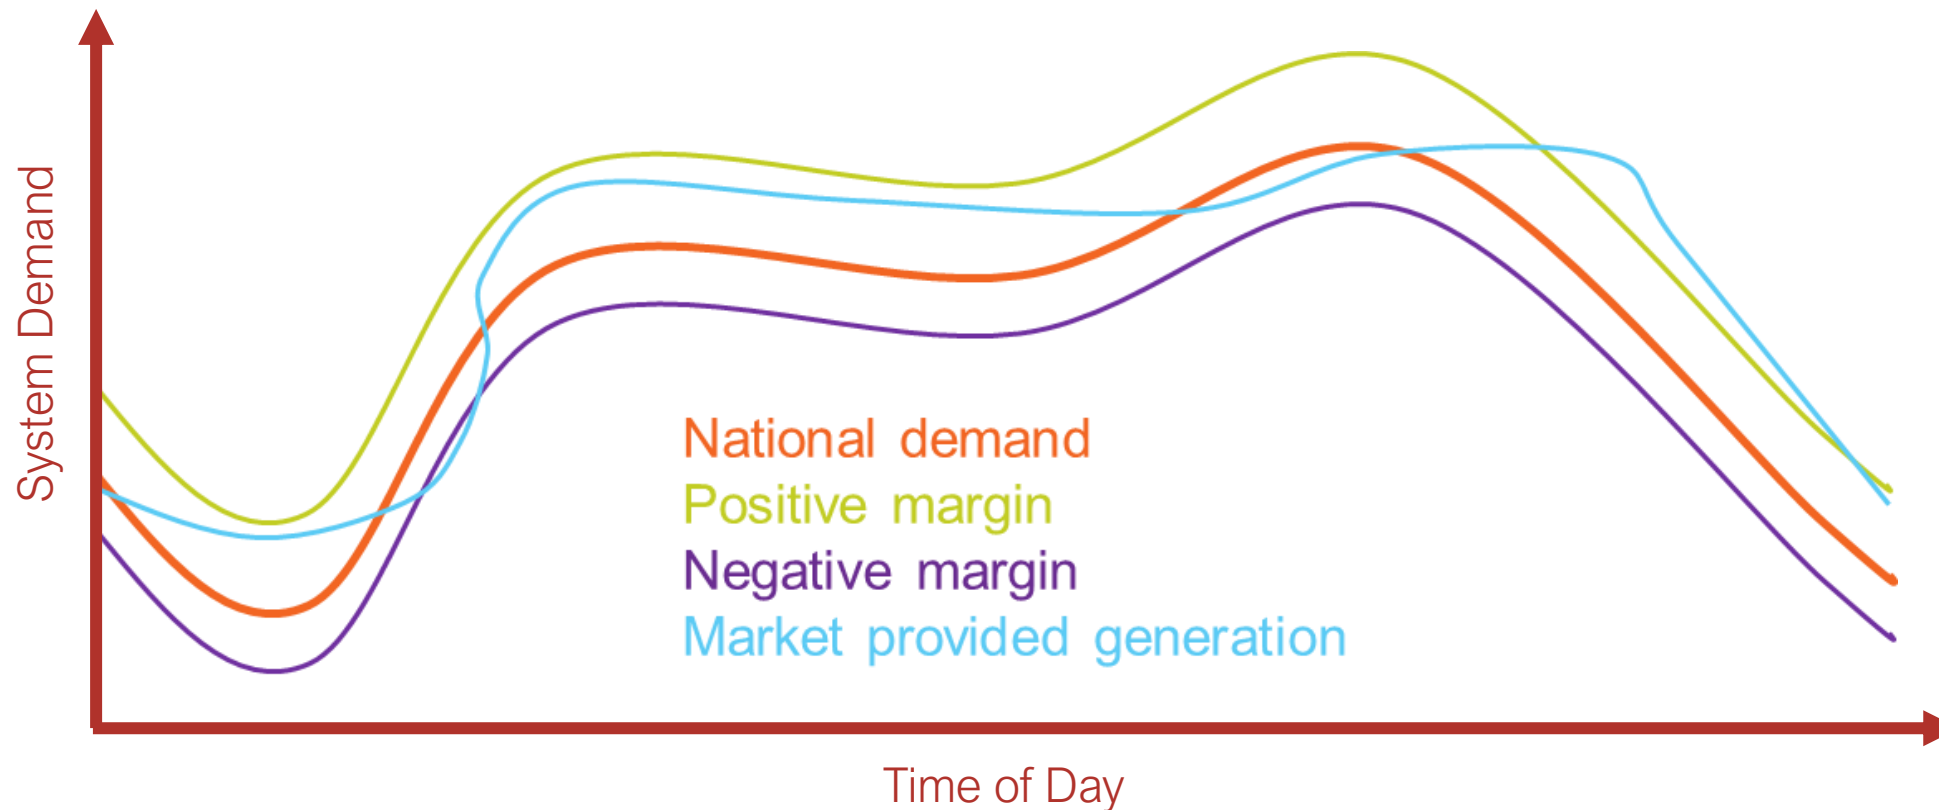 System Demand
National demand
Positive margin
Negative margin
Market provided generation
Time of Day